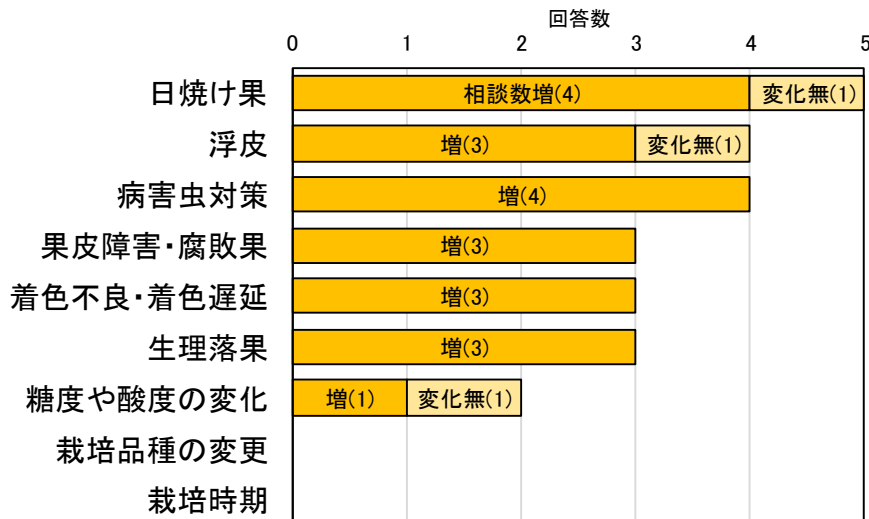 回答数
0 1 2 3 4 5
日焼け果 相談数増(4) 変化無(1)
浮皮 増(3) 変化無(1)
病害虫対策 増(4)
果皮障害・腐敗果 増(3)
着色不良・着色遅延 増(3)
生理落果 増(3)
糖度や酸度の変化 増(1) 変化無(1)
栽培品種の変更
栽培時期